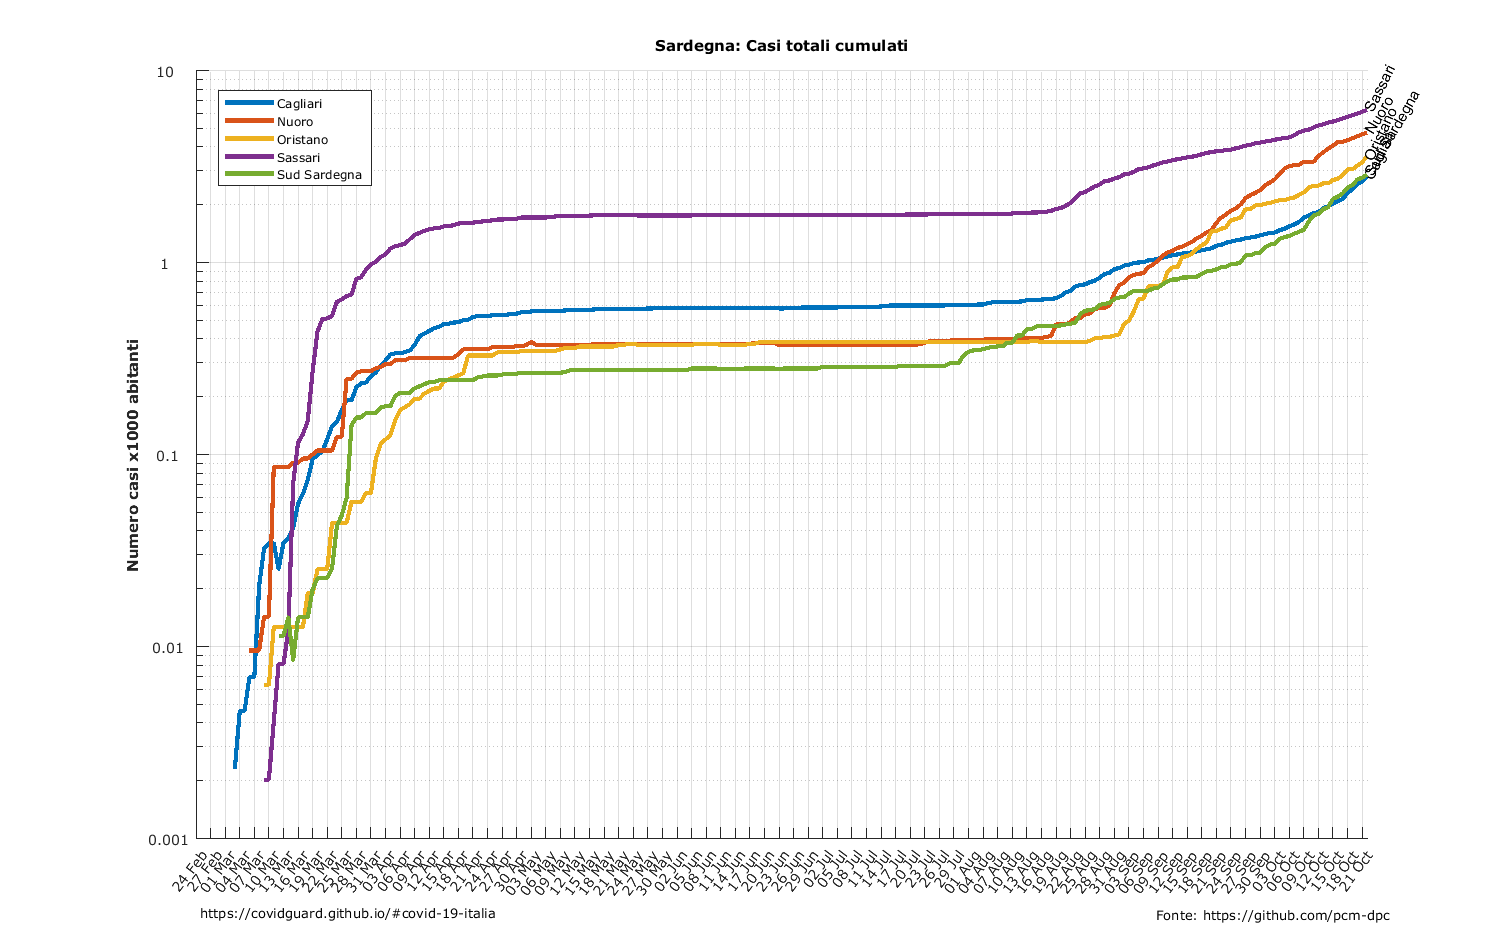 Sardegna: Casi totali cumulati
10
1
0.1
0.01
0.001
Numero casi x1000 abitanti
Cagliari
Nuoro
Oristano
Sassari
Sud Sardegna
Sassari
Nuoro
Oristano
Cagliari
Sud Sardegna
24 Feb
27 Feb
01 Mar
04 Mar
07 Mar
10 Mar
13 Mar
16 Mar
19 Mar
22 Mar
25 Mar
28 Mar
31 Mar
03 Apr
06 Apr
09 Apr
12 Apr
15 Apr
18 Apr
21 Apr
24 Apr
27 Apr
30 Apr
03 May
06 May
09 May
12 May
15 May
18 May
21 May
24 May
27 May
30 May
02 Jun
05 Jun
08 Jun
11 Jun
14 Jun
17 Jun
20 Jun
23 Jun
26 Jun
29 Jun
02 Jul
05 Jul
08 Jul
11 Jul
14 Jul
17 Jul
20 Jul
23 Jul
26 Jul
29 Jul
01 Aug
04 Aug
07 Aug
10 Aug
13 Aug
16 Aug
19 Aug
22 Aug
25 Aug
28 Aug
31 Aug
03 Sep
06 Sep
09 Sep
12 Sep
15 Sep
18 Sep
21 Sep
24 Sep
27 Sep
30 Sep
03 Oct
06 Oct
09 Oct
12 Oct
15 Oct
18 Oct
21 Oct
https://covidguard.github.io/#covid-19-italia
Fonte: https://github.com/pcm-dpc